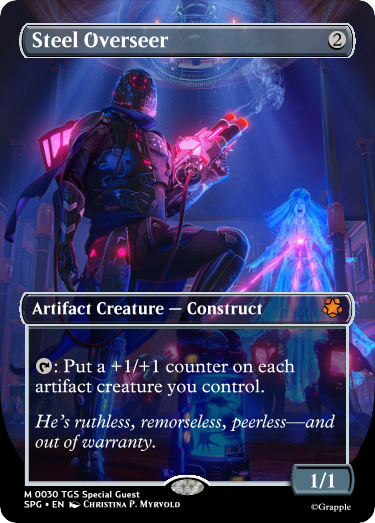 Steel Overseer 2
Artifact Creature — Construct
: Put a +1/+1 counter on each
artifact creature you control.
He's ruthless, remorseless, peerless—and
out of warranty.
1/1
M 0030 TGS Special Guest
SPG • EN Christina P. Myrvold
©Grapple